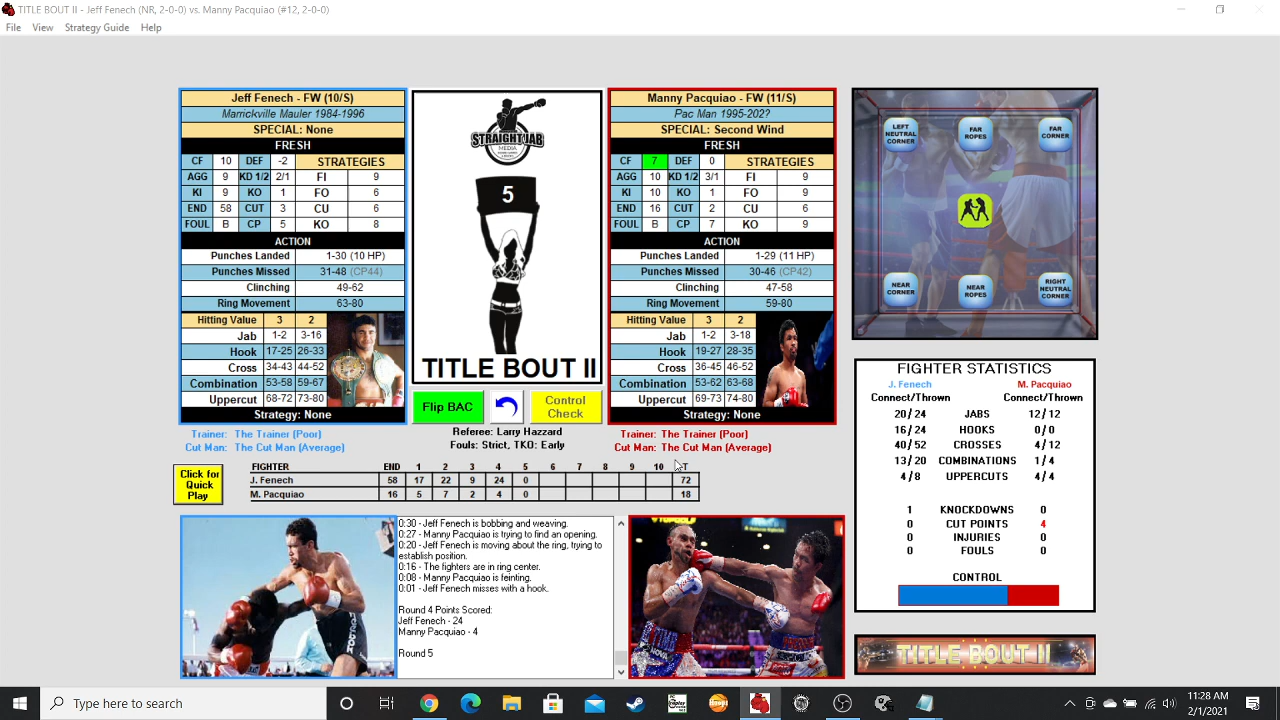 TITLE BOUT II - Jeff Fenech (NR, 2-0-0) vs. Manny Pacquiao (#12, 2-0-0)
File View Strategy Guide Help
Jeff Fenech - FW (10/S)
Marrickville Mauler 1984-1996
SPECIAL: None
FRESH
CF 10 DEF -2 STRATEGIES
AGG 9 KD 1/2 2/1 FI 9
KI 9 KO 1 FO 6
END 58 CUT 3 CU 6
FOUL B CP 5 KO 8
ACTION
Punches Landed 1-30 (10 HP)
Punches Missed 31-48 (CP44)
Clinching 49-62
Ring Movement 63-80
Hitting Value 3 2
Jab 1-2 3-16
Hook 17-25 26-33
Cross 34-43 44-52
Combination 53-58 59-67
Uppercut 68-72 73-80
Strategy: None
STRAIGHTJAB
MEDIA
5
TITLE BOUT II
Manny Pacquiao - FW (11/S)
Pac Man 1995-202?
SPECIAL: Second Wind
FRESH
CF 7 DEF 0 STRATEGIES
AGG 10 KD 1/2 3/1 FI 9
KI 10 KO 1 FO 9
END 16 CUT 2 CU 6
FOUL B CP 7 KO 9
ACTION
Punches Landed 1-29 (11 HP)
Punches Missed 30-46 (CP42)
Clinching 47-58
Ring Movement 59-80
Hitting Value 3 2
Jab 1-2 3-18
Hook 19-27 28-35
Cross 36-45 46-52
Combination 53-62 63-68
Uppercut 69-73 74-80
Strategy: None
LEFT NEUTRAL CORNER
FAR ROPES
FAR CORNER
NEAR CORNER
NEAR ROPES
RIGHT NEUTRAL CORNER
Flip BAC
Control Check
Trainer: The Trainer (Poor)
Cut Man: The Cut Man (Average)
Referee: Larry Hazzard
Fouls: Strict, TKO: Early
Trainer: The Trainer (Poor)
Cut Man: The Cut Man (Average)
Click for Quick Play
FIGHTER END 1 2 3 4 5 6 7 8 9 10 T
J. Fenech 58 17 22 9 24 0 72
M. Pacquiao 16 5 7 2 4 0 18
FIGHTER STATISTICS
J. Fenech M. Pacquiao
Connect/Thrown Connect/Thrown
20/24 JABS 12/12
16/24 HOOKS 0/0
40/52 CROSSES 4/12
13/20 COMBINATIONS 1/4
4/8 UPPERCUTS 4/4
1 KNOCKDOWNS 0
0 CUT POINTS 4
0 INJURIES 0
0 FOULS 0
CONTROL
TITLE BOUT II
0:30 - Jeff Fenech is bobbing and weaving.
0:27 - Manny Pacquiao is trying to find an opening.
0:20 - Jeff Fenech is moving about the ring, trying to
establish position.
0:16 - The fighters are in ring center.
0:08 - Manny Pacquiao is feinting.
0:01 - Jeff Fenech misses with a hook.
Round 4 Points Scored:
Jeff Fenech - 24
Manny Pacquiao - 4
Round 5
Type here to search
11:28 AM
2/1/2021